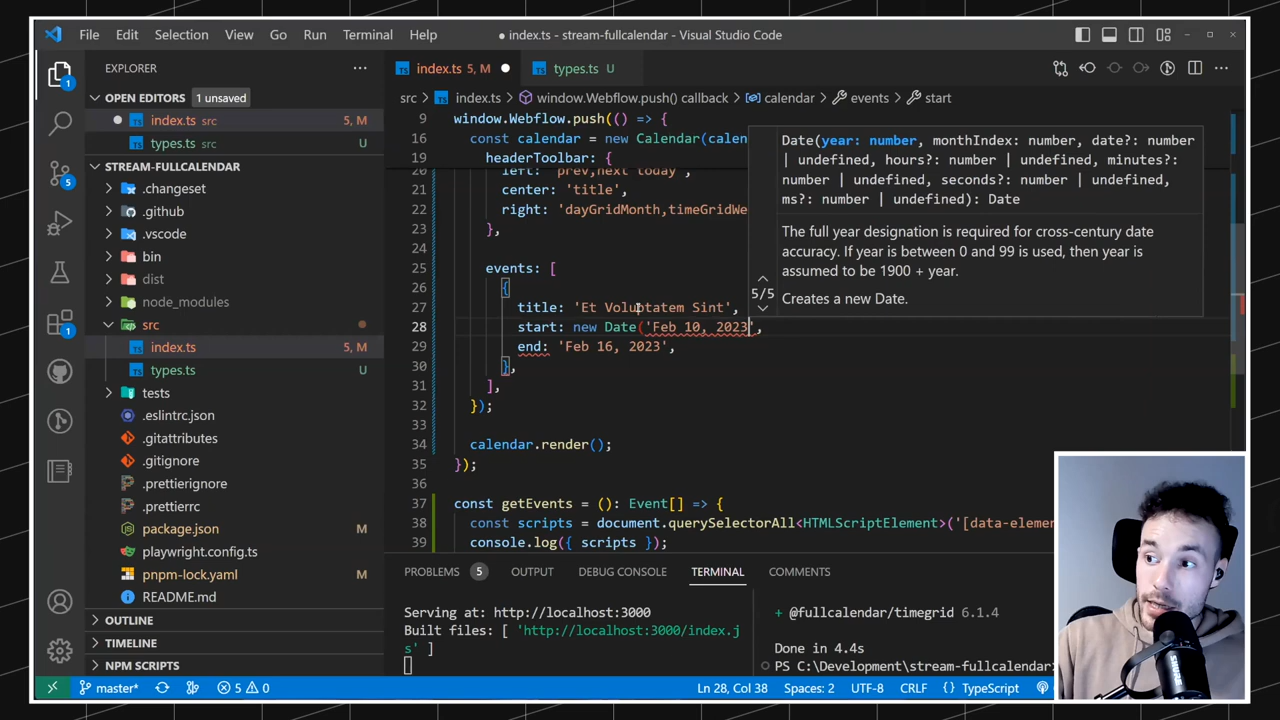 File Edit Selection View Go Run Terminal Help
● index.ts - stream-fullcalendar - Visual Studio Code
EXPLORER
OPEN EDITORS 1 unsaved
index.ts src 5, M
types.ts U
STREAM-FULLCALENDAR
.changeset
.github
.vscode
bin
dist
node_modules
src
index.ts 5, M
types.ts U
tests
.eslintrc.json
.gitattributes
.gitignore
.prettierignore
.prettierrc
package.json M
playwright.config.ts
pnpm-lock.yaml M
README.md
OUTLINE
TIMELINE
NPM SCRIPTS
1
5
index.ts 5, M
types.ts U
src > index.ts > window.Webflow.push() callback > calendar > events > start
9 window.Webflow.push(() => {
16 const calendar = new Calendar(cale
19 headerToolbar: {
20 left: 'prev,next today',
21 center: 'title',
22 right: 'dayGridMonth,timeGridWe
23 },
24
25 events: [
26 {
27 title: 'Et Voluptatem Sint',
28 start: new Date('Feb 10, 2023',
29 end: 'Feb 16, 2023',
30 },
31 ],
32 });
33
34 calendar.render();
35 });
36
37 const getEvents = (): Event[] => {
38 const scripts = document.querySelectorAll<HTMLScriptElement>('[data-elemen
39 console.log({ scripts });
5/5
Date(year: number, monthIndex: number, date?: number
| undefined, hours?: number | undefined, minutes?:
number | undefined, seconds?: number | undefined,
ms?: number | undefined): Date
The full year designation is required for cross-century date
accuracy. If year is between 0 and 99 is used, then year is
assumed to be 1900 + year.
Creates a new Date.
PROBLEMS 5 OUTPUT DEBUG CONSOLE TERMINAL COMMENTS
Serving at: http://localhost:3000
Built files: [ 'http://localhost:3000/index.j
s' ]
+ @fullcalendar/timegrid 6.1.4
Done in 4.4s
PS C:\Development\stream-fullcalendar>
master* 5 0 Ln 28, Col 38 Spaces: 2 UTF-8 CRLF {} TypeScript